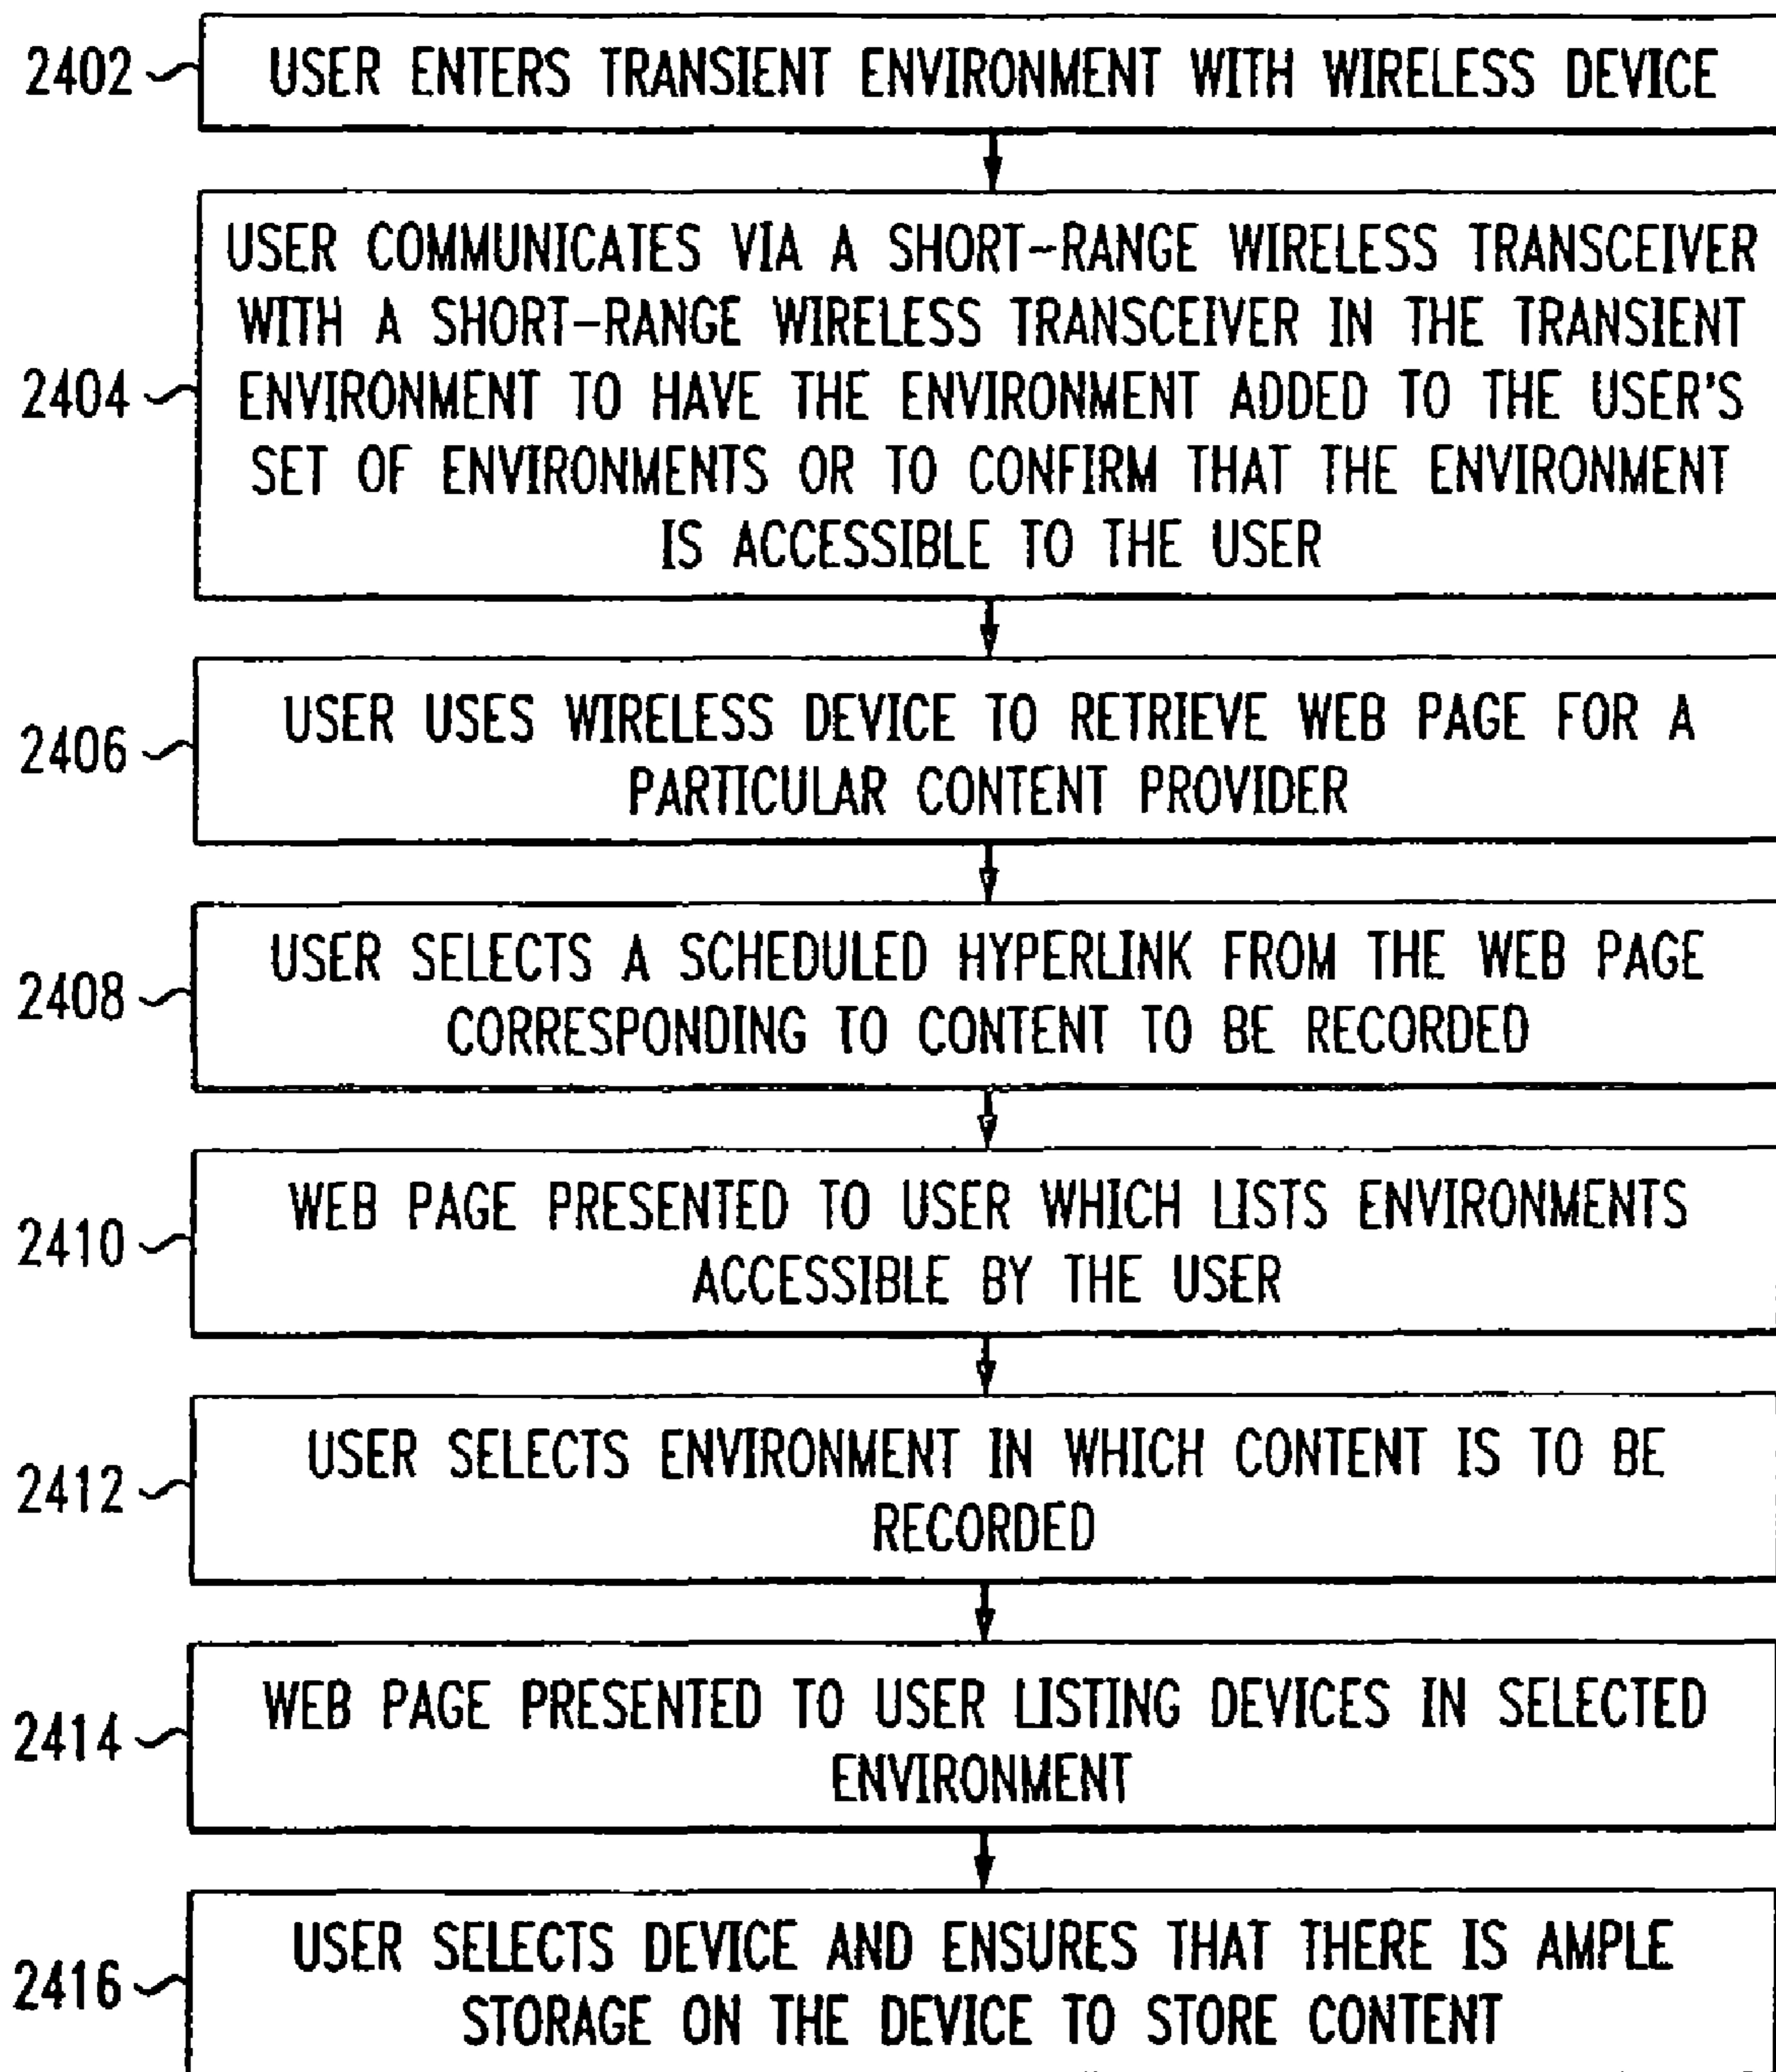 2402
USER ENTERS TRANSIENT ENVIRONMENT WITH WIRELESS DEVICE
2404
USER COMMUNICATES VIA A SHORT-RANGE WIRELESS TRANSCEIVER
WITH A SHORT-RANGE WIRELESS TRANSCEIVER IN THE TRANSIENT
ENVIRONMENT TO HAVE THE ENVIRONMENT ADDED TO THE USER'S
SET OF ENVIRONMENTS OR TO CONFIRM THAT THE ENVIRONMENT
IS ACCESSIBLE TO THE USER
2406
USER USES WIRELESS DEVICE TO RETRIEVE WEB PAGE FOR A
PARTICULAR CONTENT PROVIDER
2408
USER SELECTS A SCHEDULED HYPERLINK FROM THE WEB PAGE
CORRESPONDING TO CONTENT TO BE RECORDED
2410
WEB PAGE PRESENTED TO USER WHICH LISTS ENVIRONMENTS
ACCESSIBLE BY THE USER
2412
USER SELECTS ENVIRONMENT IN WHICH CONTENT IS TO BE
RECORDED
2414
WEB PAGE PRESENTED TO USER LISTING DEVICES IN SELECTED
ENVIRONMENT
2416
USER SELECTS DEVICE AND ENSURES THAT THERE IS AMPLE
STORAGE ON THE DEVICE TO STORE CONTENT